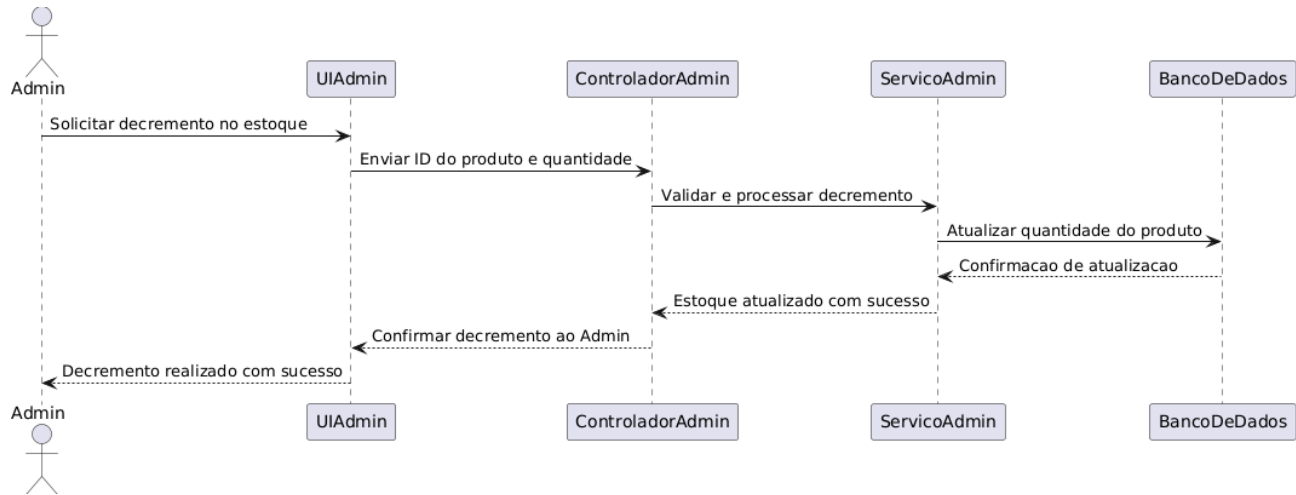 Admin
UIAdmin
ControladorAdmin
ServicoAdmin
BancoDeDados
Solicitar decremento no estoque
Enviar ID do produto e quantidade
Validar e processar decremento
Atualizar quantidade do produto
Confirmacao de atualizacao
Estoque atualizado com sucesso
Confirmar decremento ao Admin
Decremento realizado com sucesso
Admin
UIAdmin
ControladorAdmin
ServicoAdmin
BancoDeDados